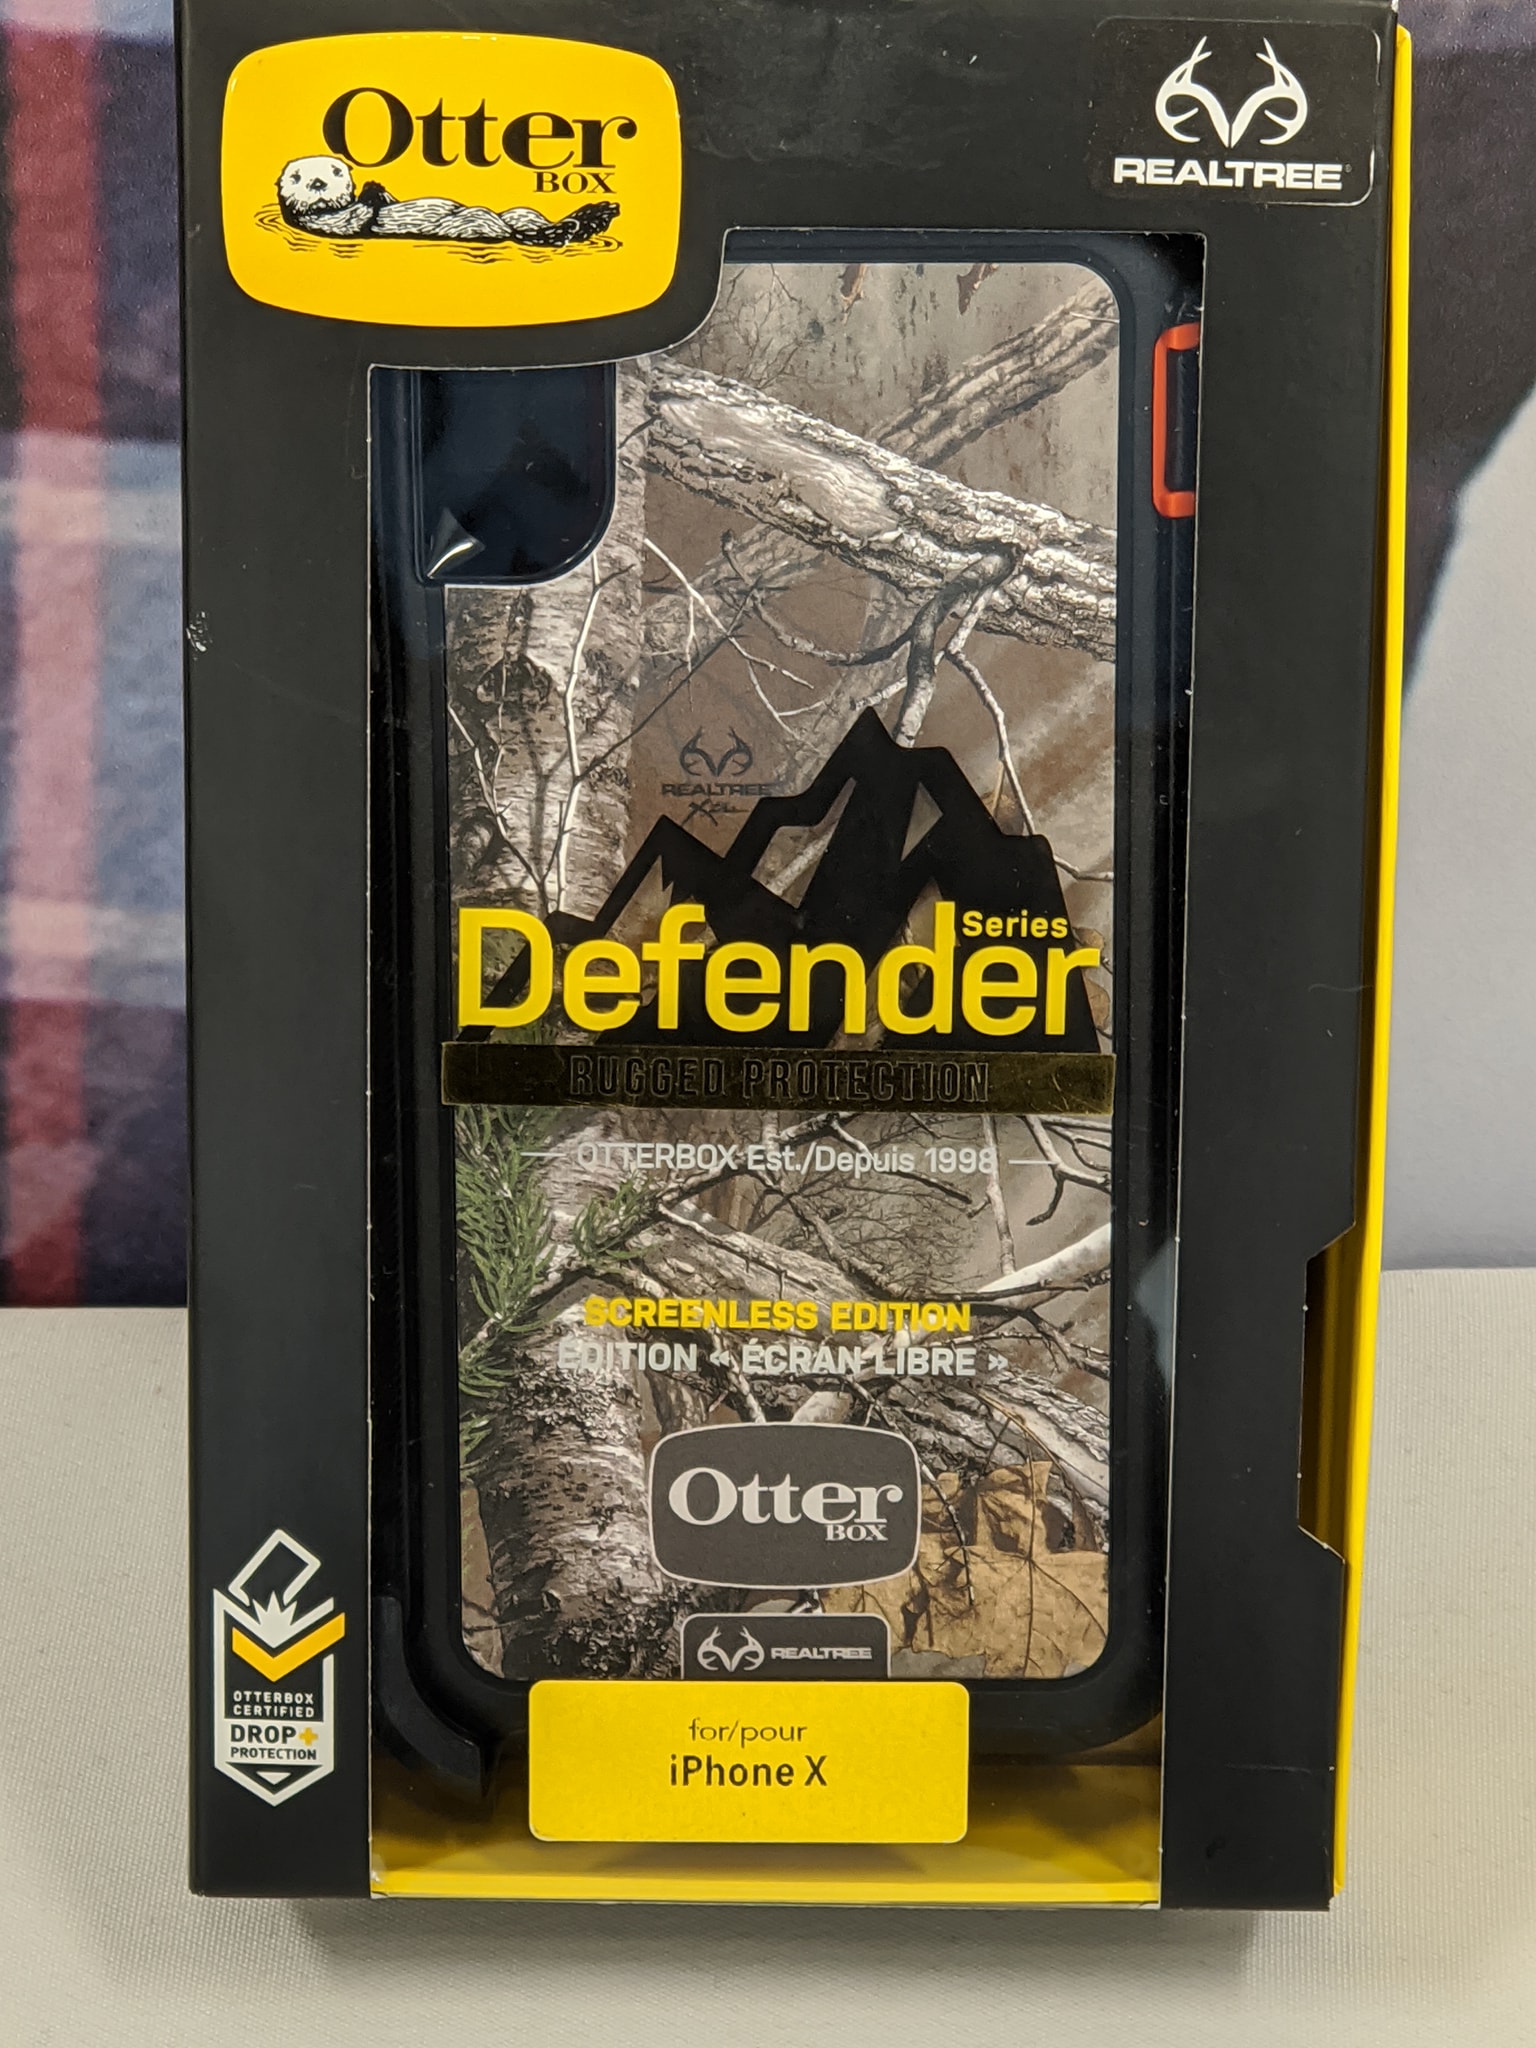 Otter
BOX
REALTREE
REALTREE
Series
Defender
RUGGED PROTECTION
OTTERBOX Est./Depuis 1998
SCREENLESS EDITION
ÉDITION « ÉCRAN LIBRE »
Otter
BOX
REALTREE
OTTERBOX
CERTIFIED
DROP+
PROTECTION
for/pour
iPhone X